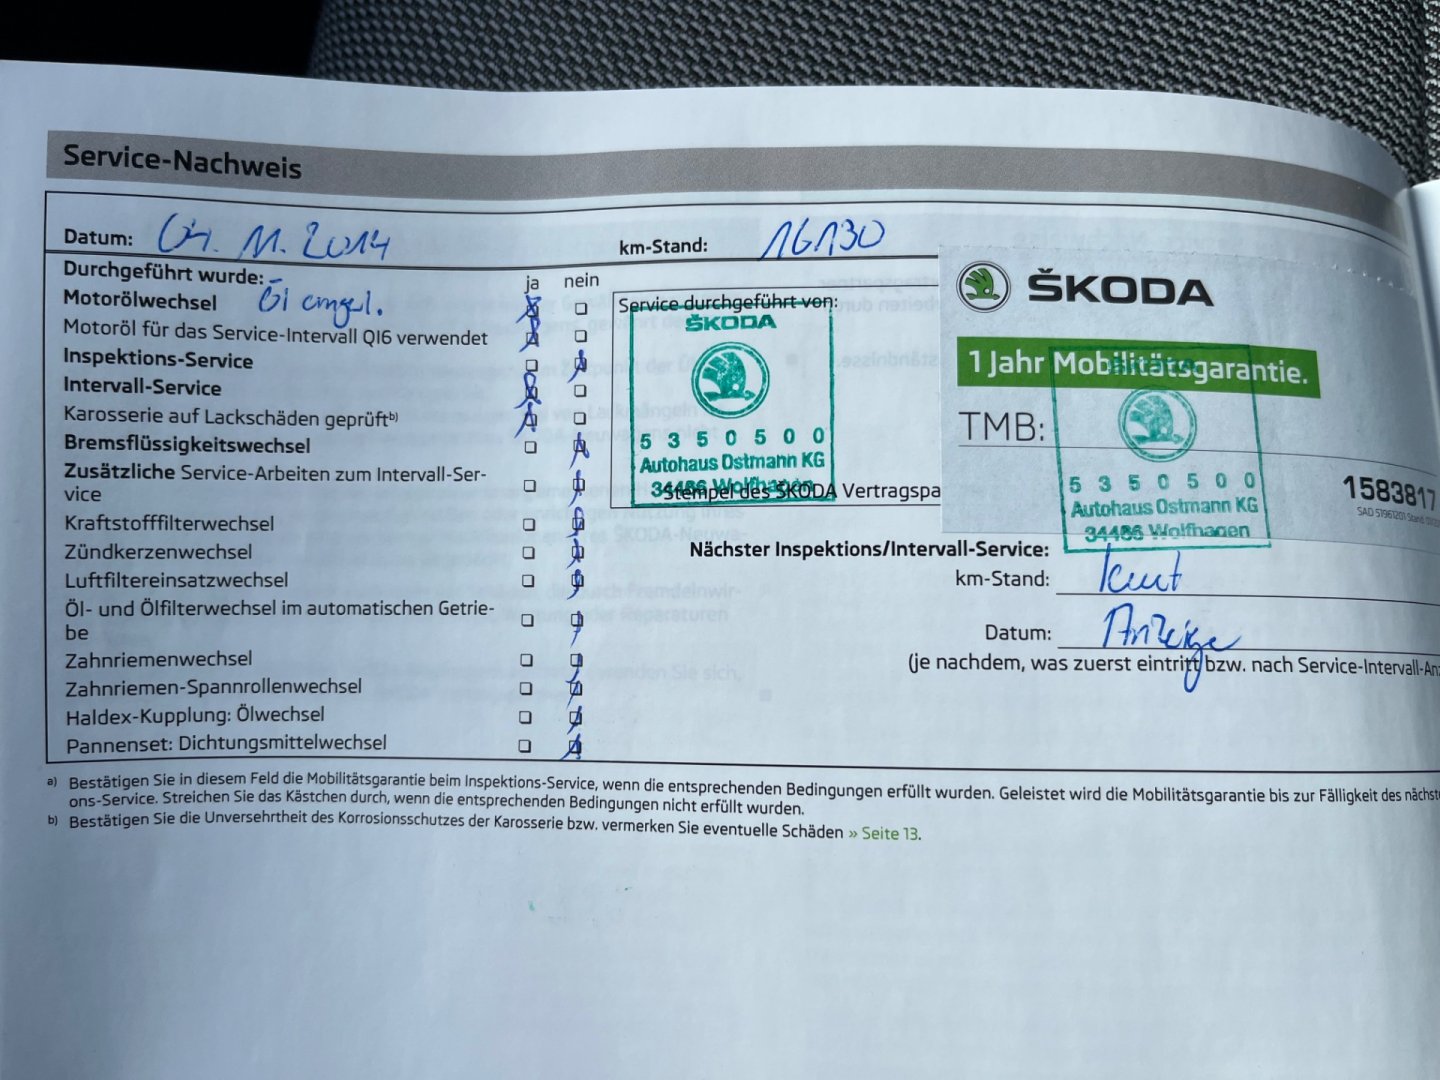 Service-Nachweis
Datum: 04.11.2014
km-Stand: 16130
Durchgeführt wurde:
ja nein
Motorölwechsel Öl
Motoröl für das Service-Intervall QI6 verwendet
Inspektions-Service
Intervall-Service
Karosserie auf Lackschäden geprüft b)
Bremsflüssigkeitswechsel
Zusätzliche Service-Arbeiten zum Intervall-Ser-
vice
Kraftstofffilterwechsel
Zündkerzenwechsel
Luftfiltereinsatzwechsel
Öl- und Ölfilterwechsel im automatischen Getrie-
be
Zahnriemenwechsel
Zahnriemen-Spannrollenwechsel
Haldex-Kupplung: Ölwechsel
Pannenset: Dichtungsmittelwechsel
Service durchgeführt von:
ŠKODA
5 3 5 0 5 0 0
Autohaus Ostmann KG
34466 Wolfhagen
Stempel des ŠKODA Vertragspa
ŠKODA
1 Jahr Mobilitätsgarantie.
TMB:
5 3 5 0 5 0 0
Autohaus Ostmann KG
34466 Wolfhagen
1583817
Nächster Inspektions/Intervall-Service:
km-Stand: laut
Datum: Anzeige
(je nachdem, was zuerst eintritt bzw. nach Service-Intervall-An
a) Bestätigen Sie in diesem Feld die Mobilitätsgarantie beim Inspektions-Service, wenn die entsprechenden Bedingungen erfüllt wurden. Geleistet wird die Mobilitätsgarantie bis zur Fälligkeit des nächst
ons-Service. Streichen Sie das Kästchen durch, wenn die entsprechenden Bedingungen nicht erfüllt wurden.
b) Bestätigen Sie die Unversehrtheit des Korrosionsschutzes der Karosserie bzw. vermerken Sie eventuelle Schäden » Seite 13.